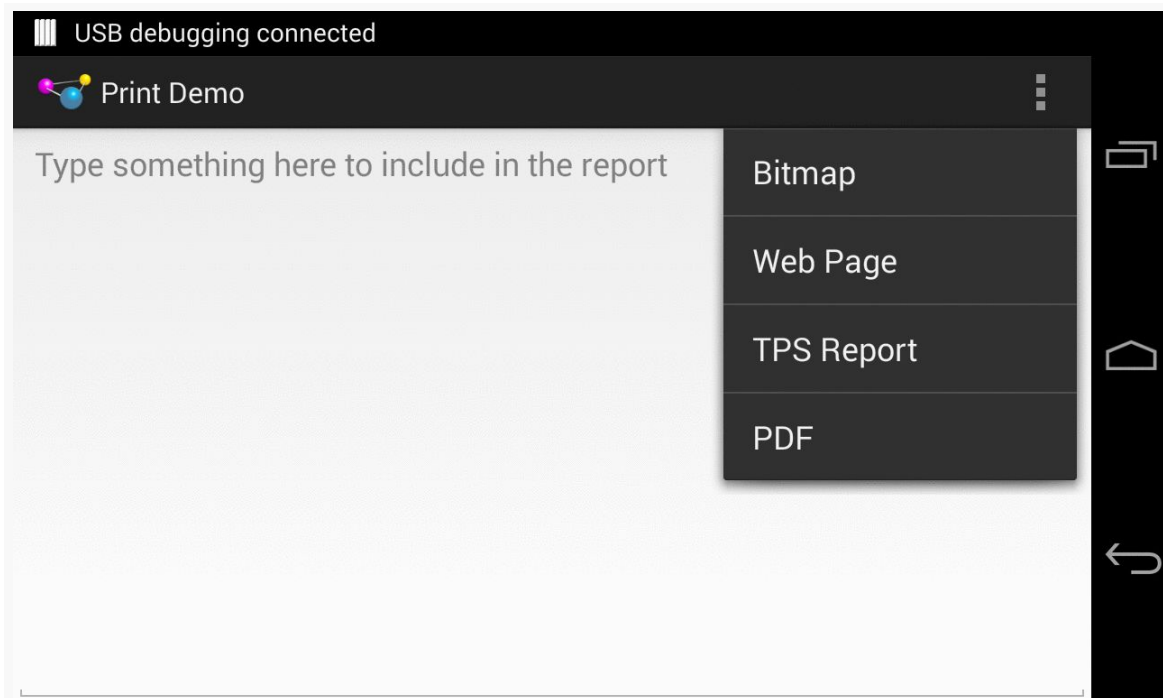 USB debugging connected
Print Demo
Type something here to include in the report
Bitmap
Web Page
TPS Report
PDF